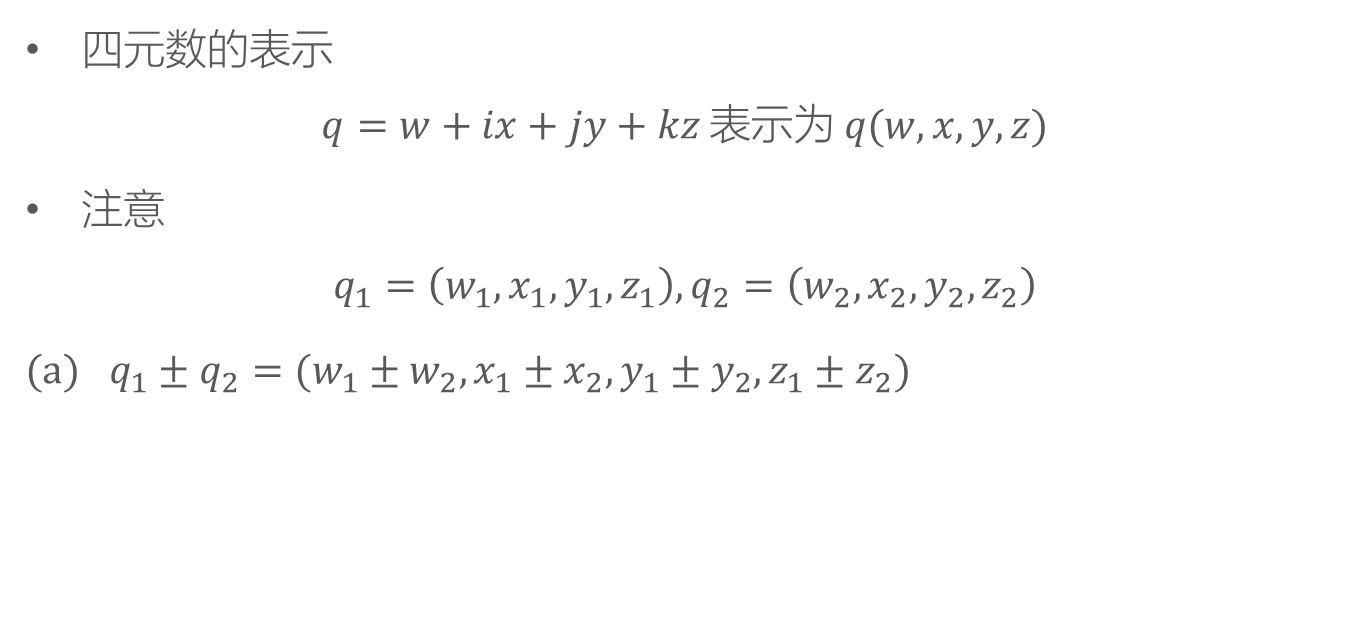 • 四元数的表示
q = w + ix + jy + kz 表示为 q(w, x, y, z)
• 注意
q₁ = (w₁, x₁, y₁, z₁), q₂ = (w₂, x₂, y₂, z₂)
(a) q₁ ± q₂ = (w₁ ± w₂, x₁ ± x₂, y₁ ± y₂, z₁ ± z₂)